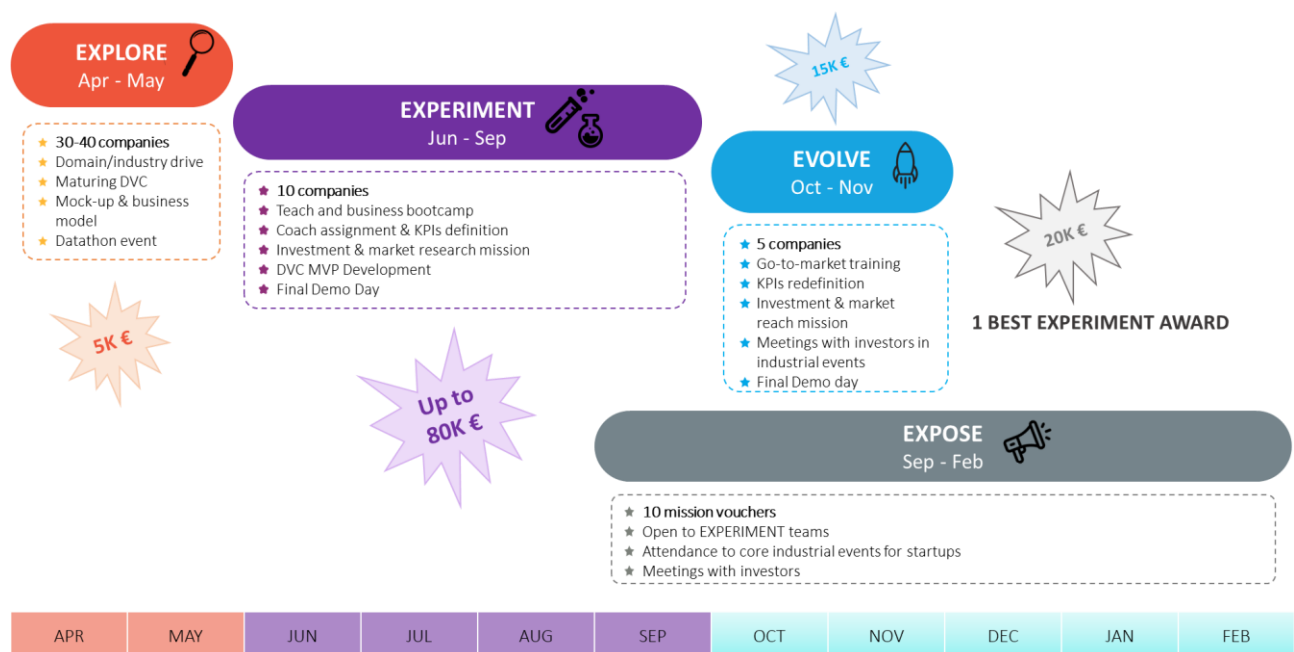 EXPLORE
Apr - May
30-40 companies
Domain/industry drive
Maturing DVC
Mock-up & business
model
Datathon event
5K €
EXPERIMENT
Jun - Sep
10 companies
Teach and business bootcamp
Coach assignment & KPIs definition
Investment & market research mission
DVC MVP Development
Final Demo Day
Up to
80K €
15K €
EVOLVE
Oct - Nov
5 companies
Go-to-market training
KPIs redefinition
Investment & market
reach mission
Meetings with investors in
industrial events
Final Demo day
20K €
1 BEST EXPERIMENT AWARD
EXPOSE
Sep - Feb
10 mission vouchers
Open to EXPERIMENT teams
Attendance to core industrial events for startups
Meetings with investors
APR MAY JUN JUL AUG SEP OCT NOV DEC JAN FEB